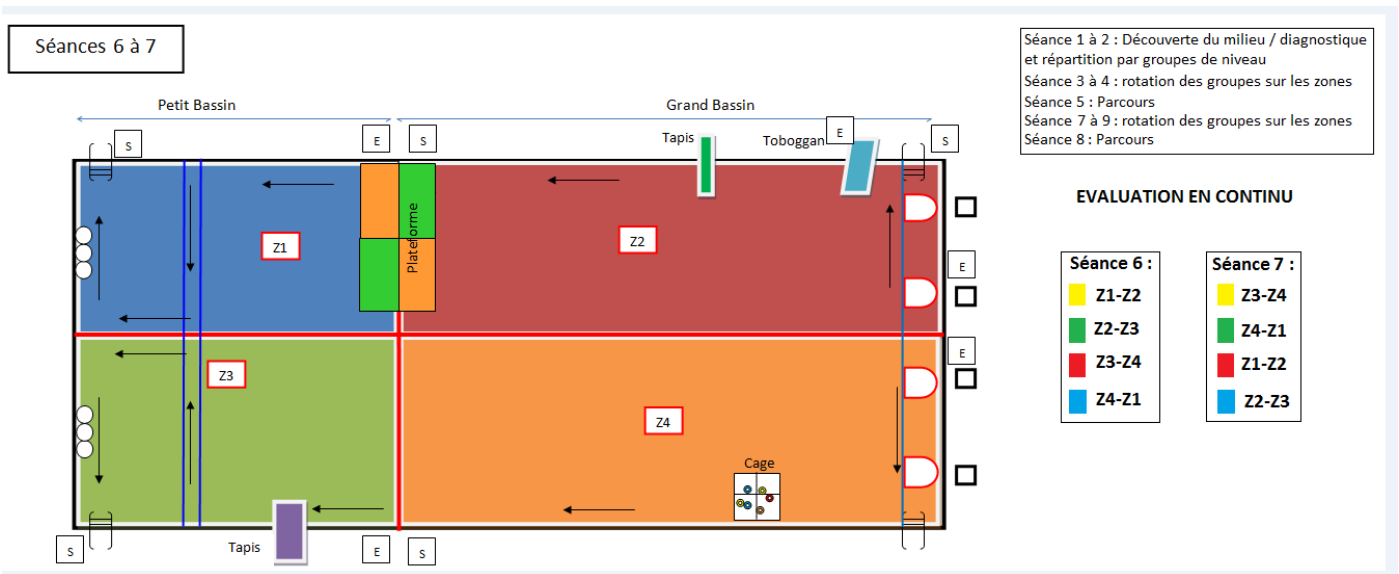 Séances 6 à 7
Séance 1 à 2 : Découverte du milieu / diagnostique
et répartition par groupes de niveau
Séance 3 à 4 : rotation des groupes sur les zones
Séance 5 : Parcours
Séance 7 à 9 : rotation des groupes sur les zones
Séance 8 : Parcours
Petit Bassin
Grand Bassin
S
E
S
Tapis
Toboggan
E
S
Plateforme
Z1
Z2
E
E
Z3
Z4
Cage
S
Tapis
E
S
EVALUATION EN CONTINU
Séance 6 :
Z1-Z2
Z2-Z3
Z3-Z4
Z4-Z1
Séance 7 :
Z3-Z4
Z4-Z1
Z1-Z2
Z2-Z3